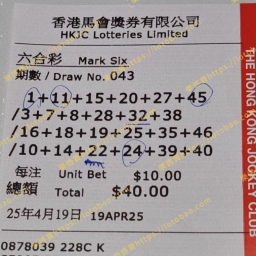 香港馬會獎券有限公司
HKJC Lotteries Limited
六合彩 Mark Six
期數 / Draw No. 043
1+11+15+20+27+45
/3+7+8+28+32+38
/16+18+19+25+35+46
/10+14+22+24+39+40
每注 Unit Bet $10.00
總額 Total $40.00
25年4月19日 19APR25
0878039 228C K
THE HONG KONG JOCKEY CLUB